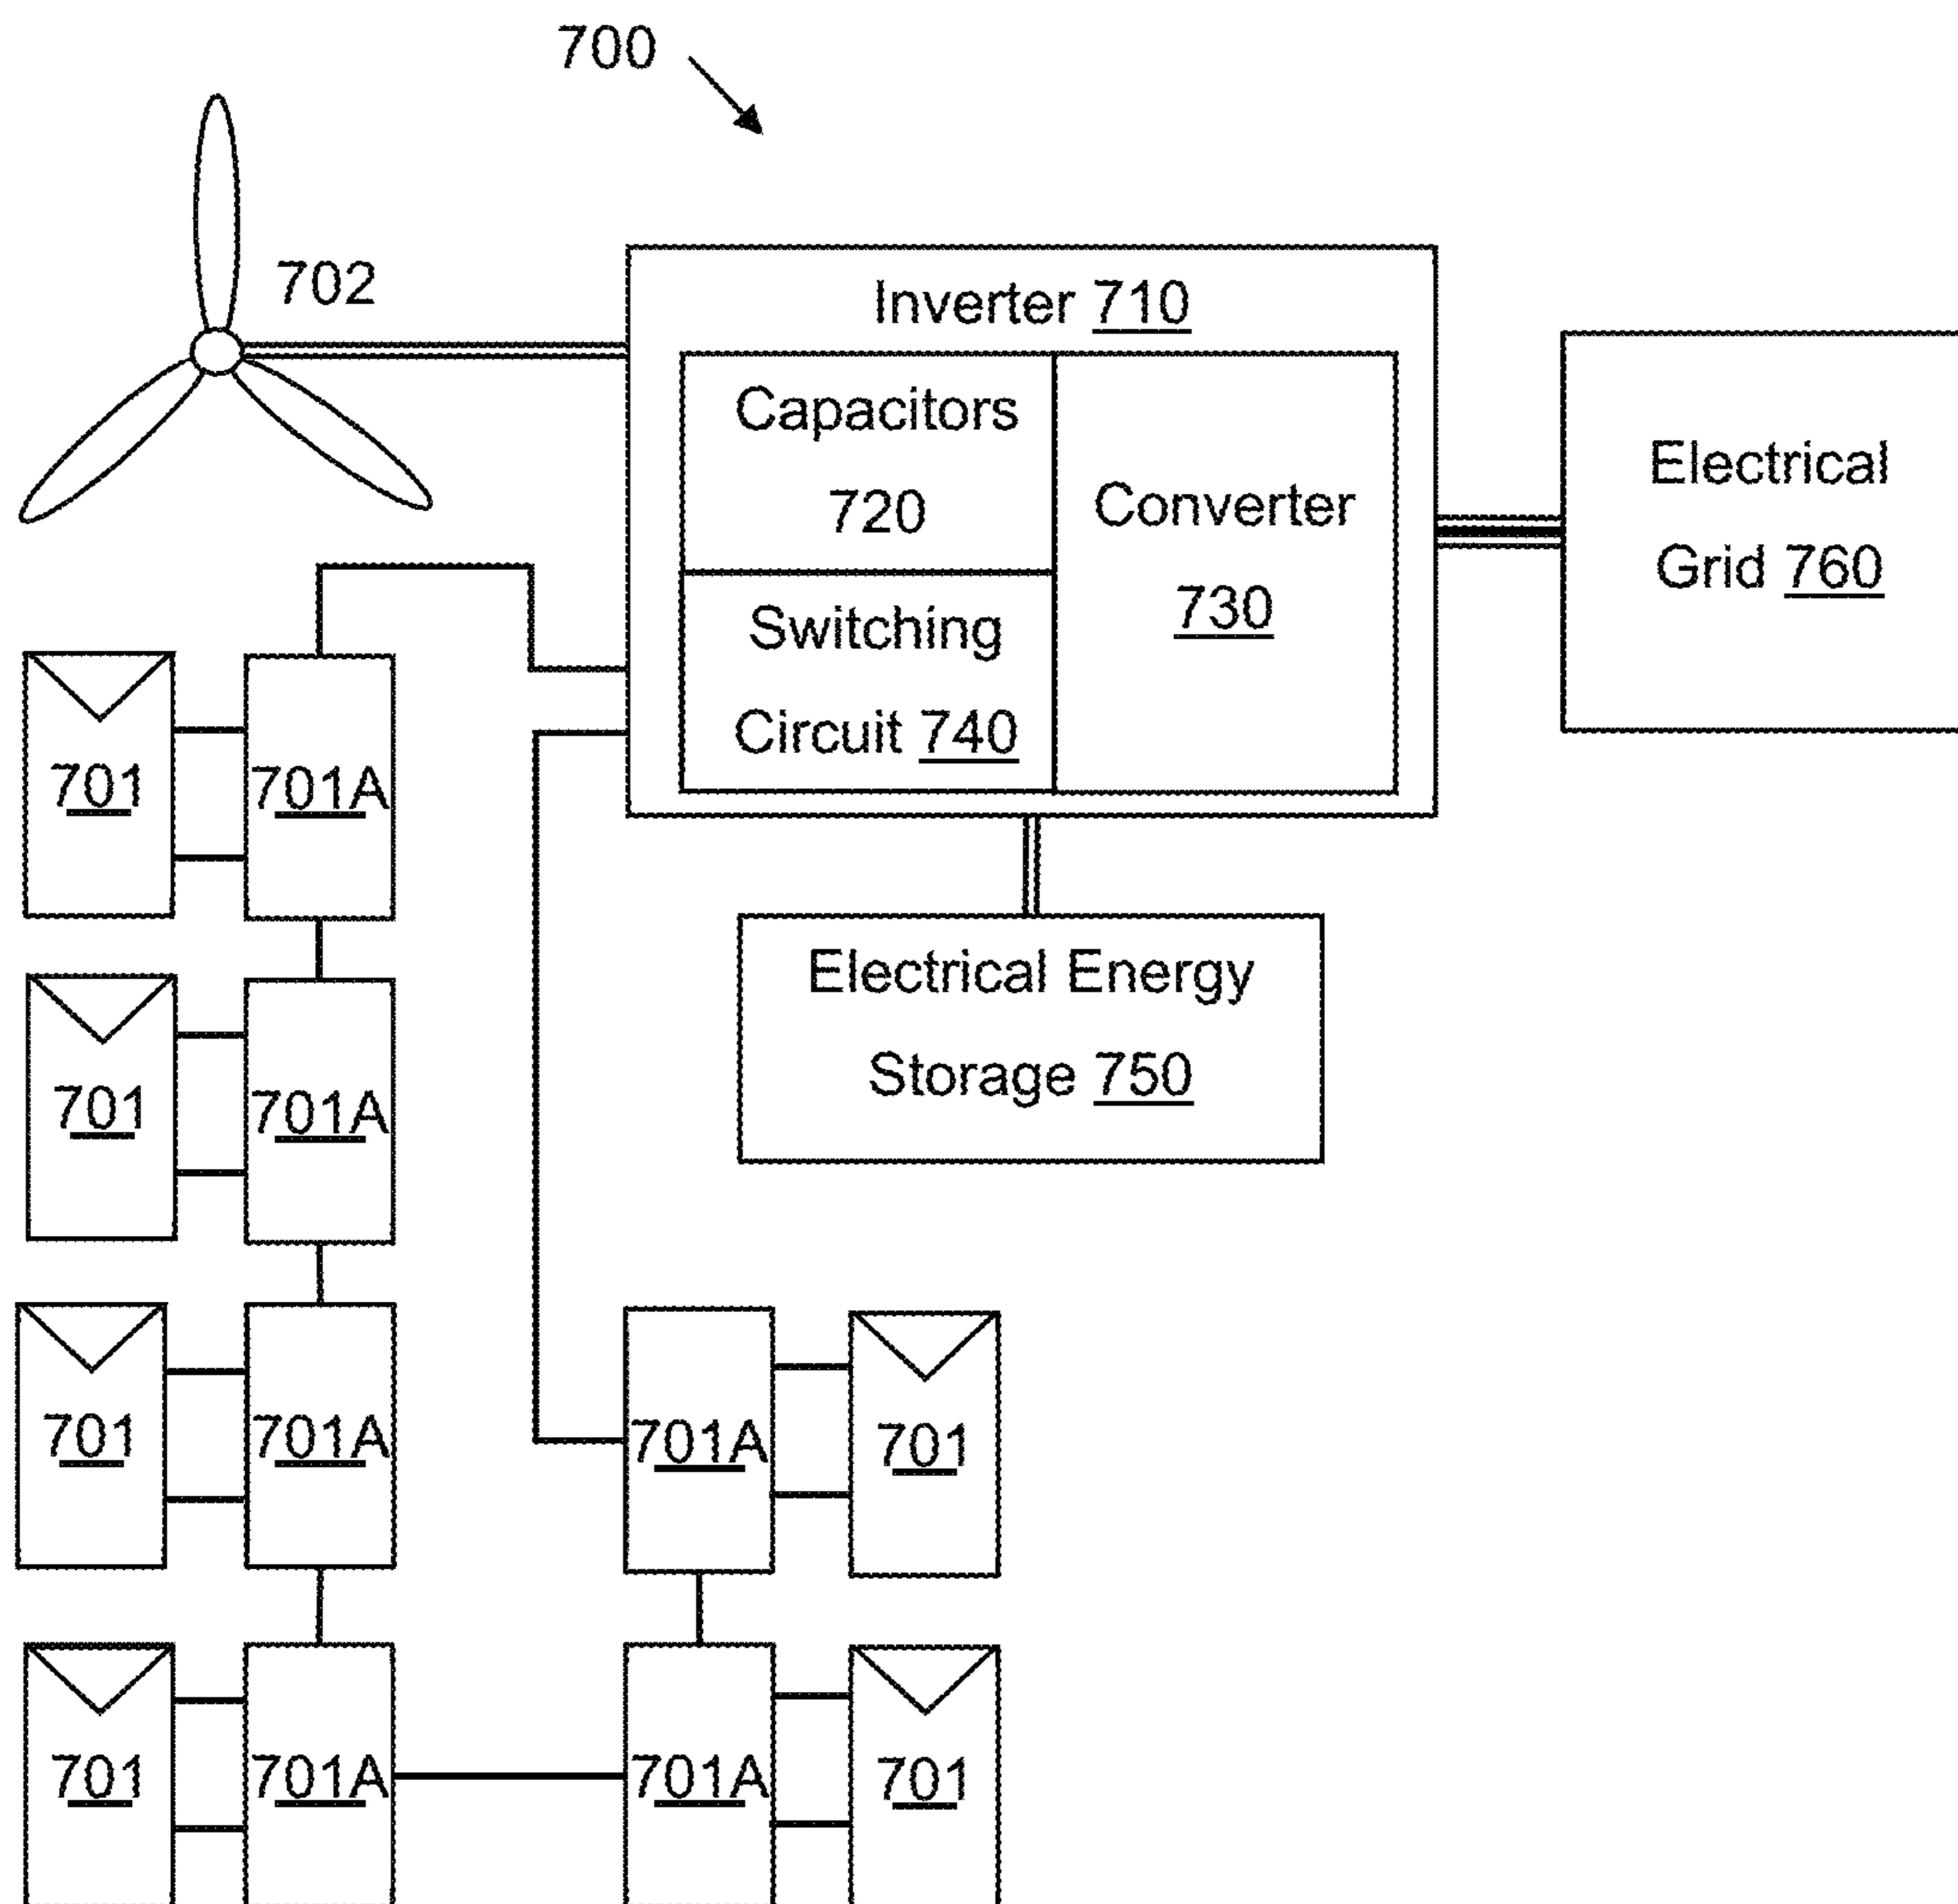 700
702
Inverter 710
Capacitors
720
Converter
730
Switching
Circuit 740
Electrical
Grid 760
Electrical Energy
Storage 750
701
701A
701
701A
701
701A
701A
701
701
701A
701A
701